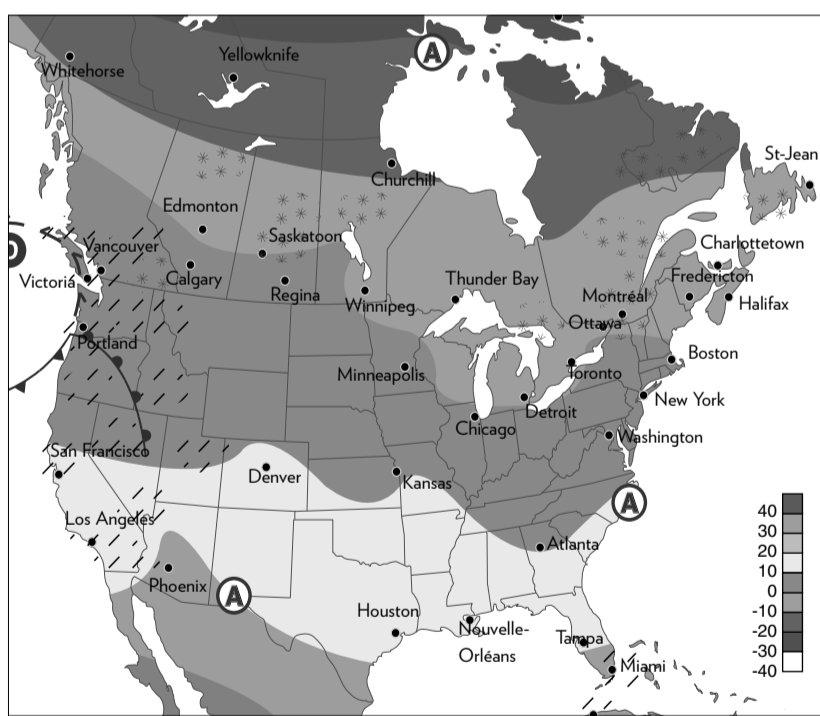 A
Yellowknife
Whitehorse
St-Jean
Churchill
Edmonton
Saskatoon
Vancouver
Charlottetown
Victoria
Calgary
Thunder Bay
Fredericton
Regina
Winnipeg
Montréal
Halifax
Ottawa
Portland
Boston
Minneapolis
Toronto
New York
Detroit
Chicago
Washington
San Francisco
Denver
Kansas
A
Los Angeles
Atlanta
Phoenix
A
Houston
Nouvelle-
Orléans
Tampa
Miami
40
30
20
10
0
-10
-20
-30
-40